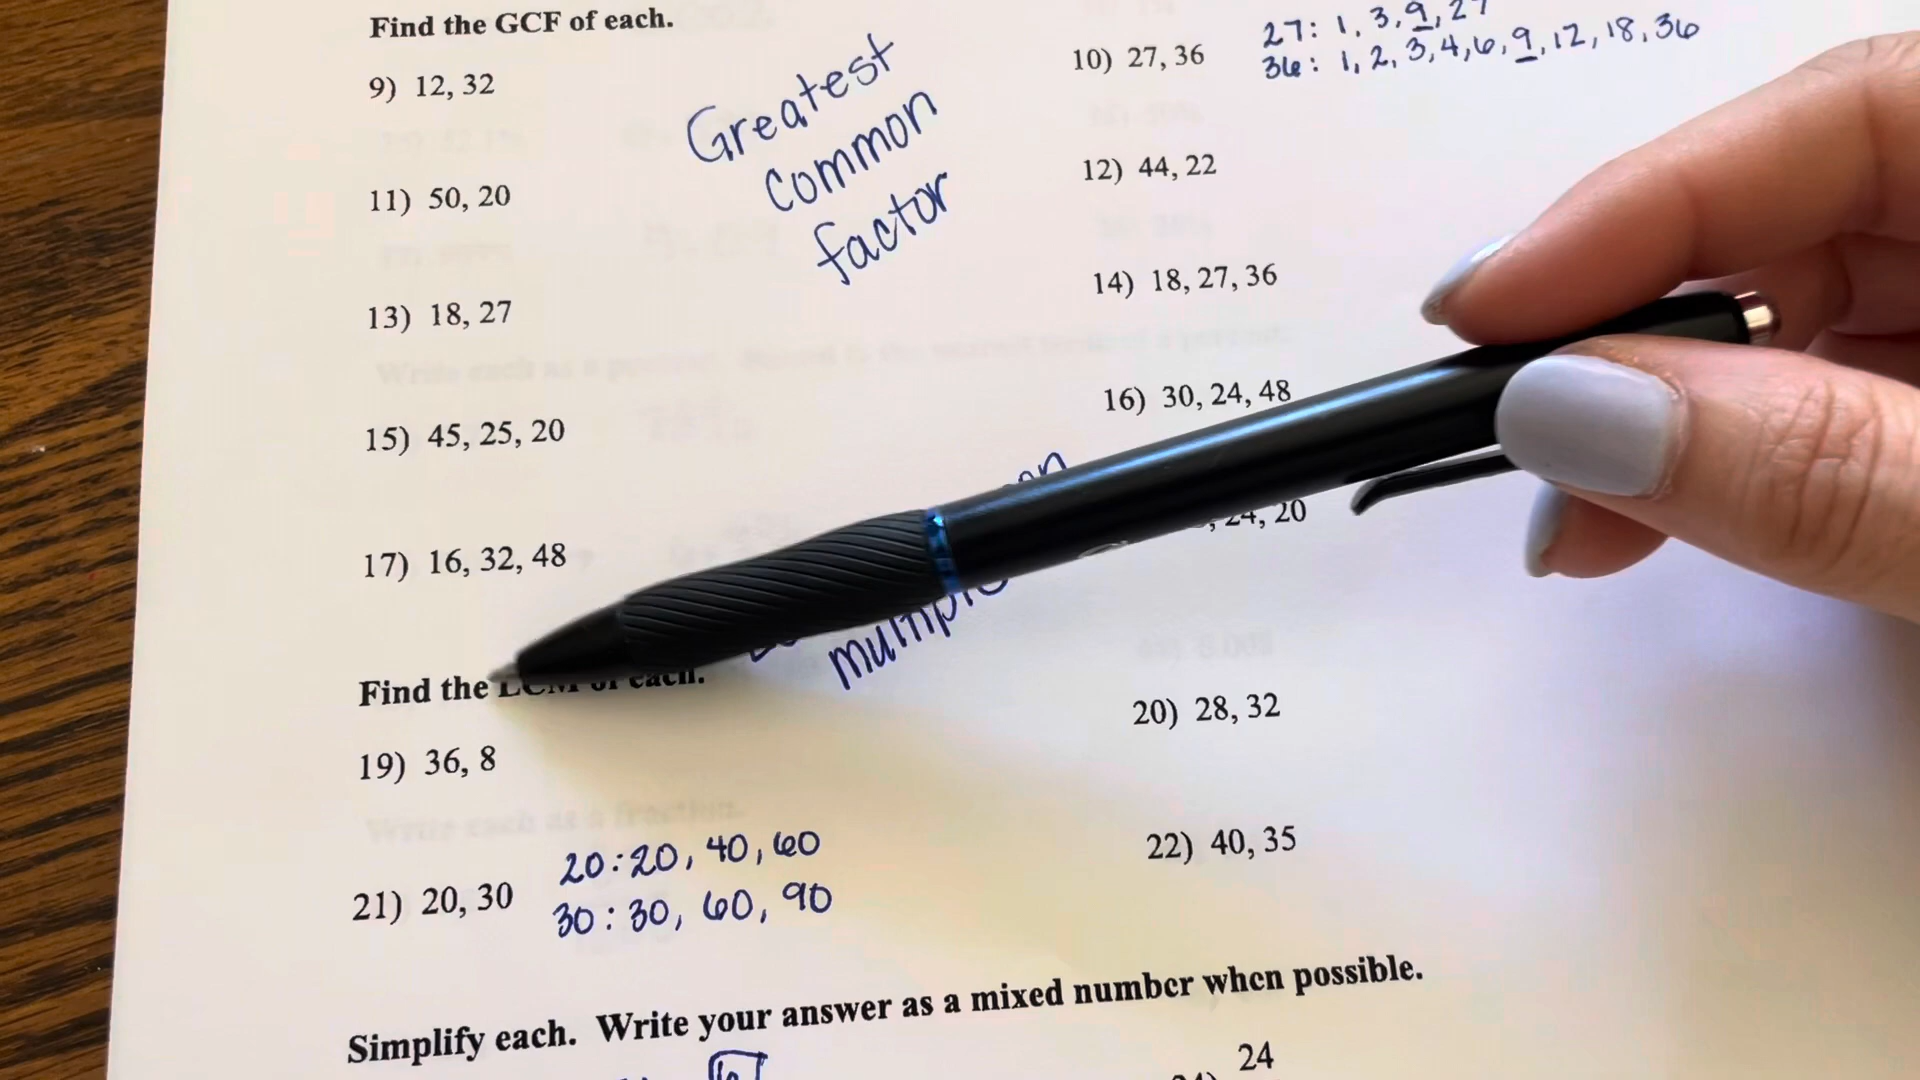 Find the GCF of each.
27: 1, 3, 9, 27
9) 12, 32
10) 27, 36
36: 1, 2, 3, 4, 6, 9, 12, 18, 36
Greatest
Common
factor
11) 50, 20
12) 44, 22
13) 18, 27
14) 18, 27, 36
15) 45, 25, 20
16) 30, 24, 48
17) 16, 32, 48
24, 20
Find the LCM of each.
19) 36, 8
20) 28, 32
20: 20, 40, 60
21) 20, 30
30: 30, 60, 90
22) 40, 35
Simplify each. Write your answer as a mixed number when possible.
24